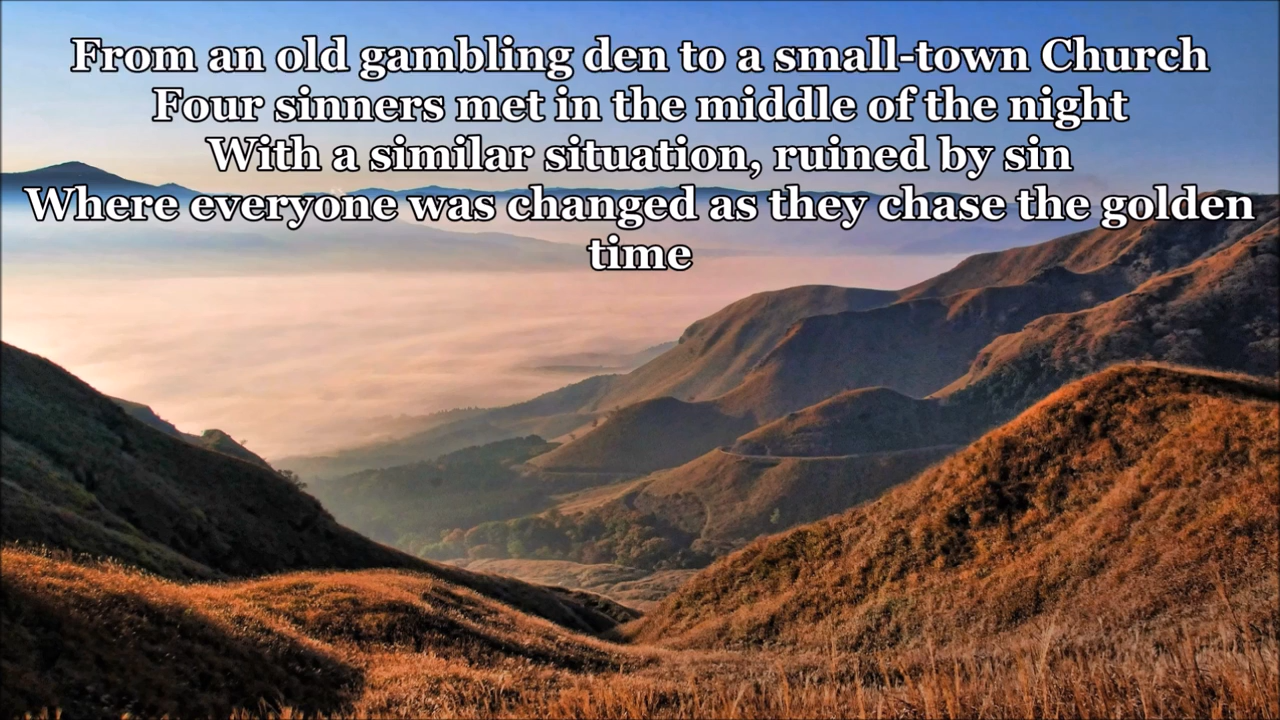 From an old gambling den to a small-town Church
Four sinners met in the middle of the night
With a similar situation, ruined by sin
Where everyone was changed as they chase the golden
time